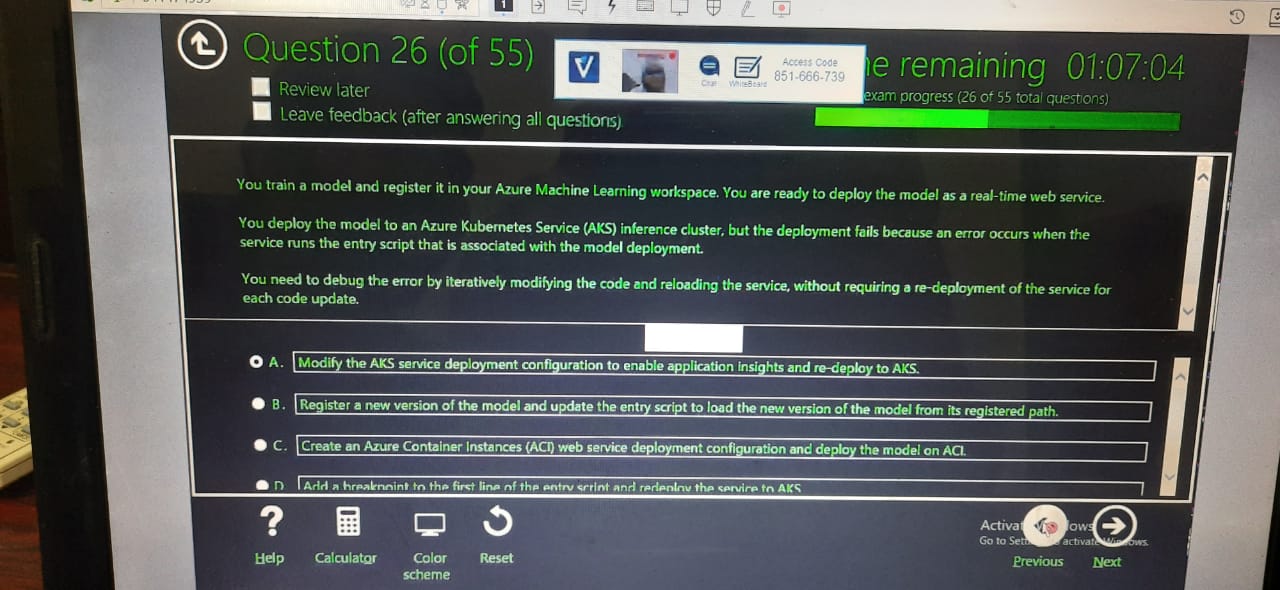 1
Question 26 (of 55)
Review later
Leave feedback (after answering all questions)
V
Chat
WhiteBoard
Access Code
851-666-739
remaining 01:07:04
exam progress (26 of 55 total questions)
You train a model and register it in your Azure Machine Learning workspace. You are ready to deploy the model as a real-time web service.
You deploy the model to an Azure Kubernetes Service (AKS) inference cluster, but the deployment fails because an error occurs when the
service runs the entry script that is associated with the model deployment.
You need to debug the error by iteratively modifying the code and reloading the service, without requiring a re-deployment of the service for
each code update.
A. Modify the AKS service deployment configuration to enable application insights and re-deploy to AKS.
B. Register a new version of the model and update the entry script to load the new version of the model from its registered path.
C. Create an Azure Container Instances (ACI) web service deployment configuration and deploy the model on ACI.
D. Add a breakpoint to the first line of the entry script and redeploy the service to AKS
Help
Calculator
Color
scheme
Reset
Go to
activate Windows.
Previous
Next